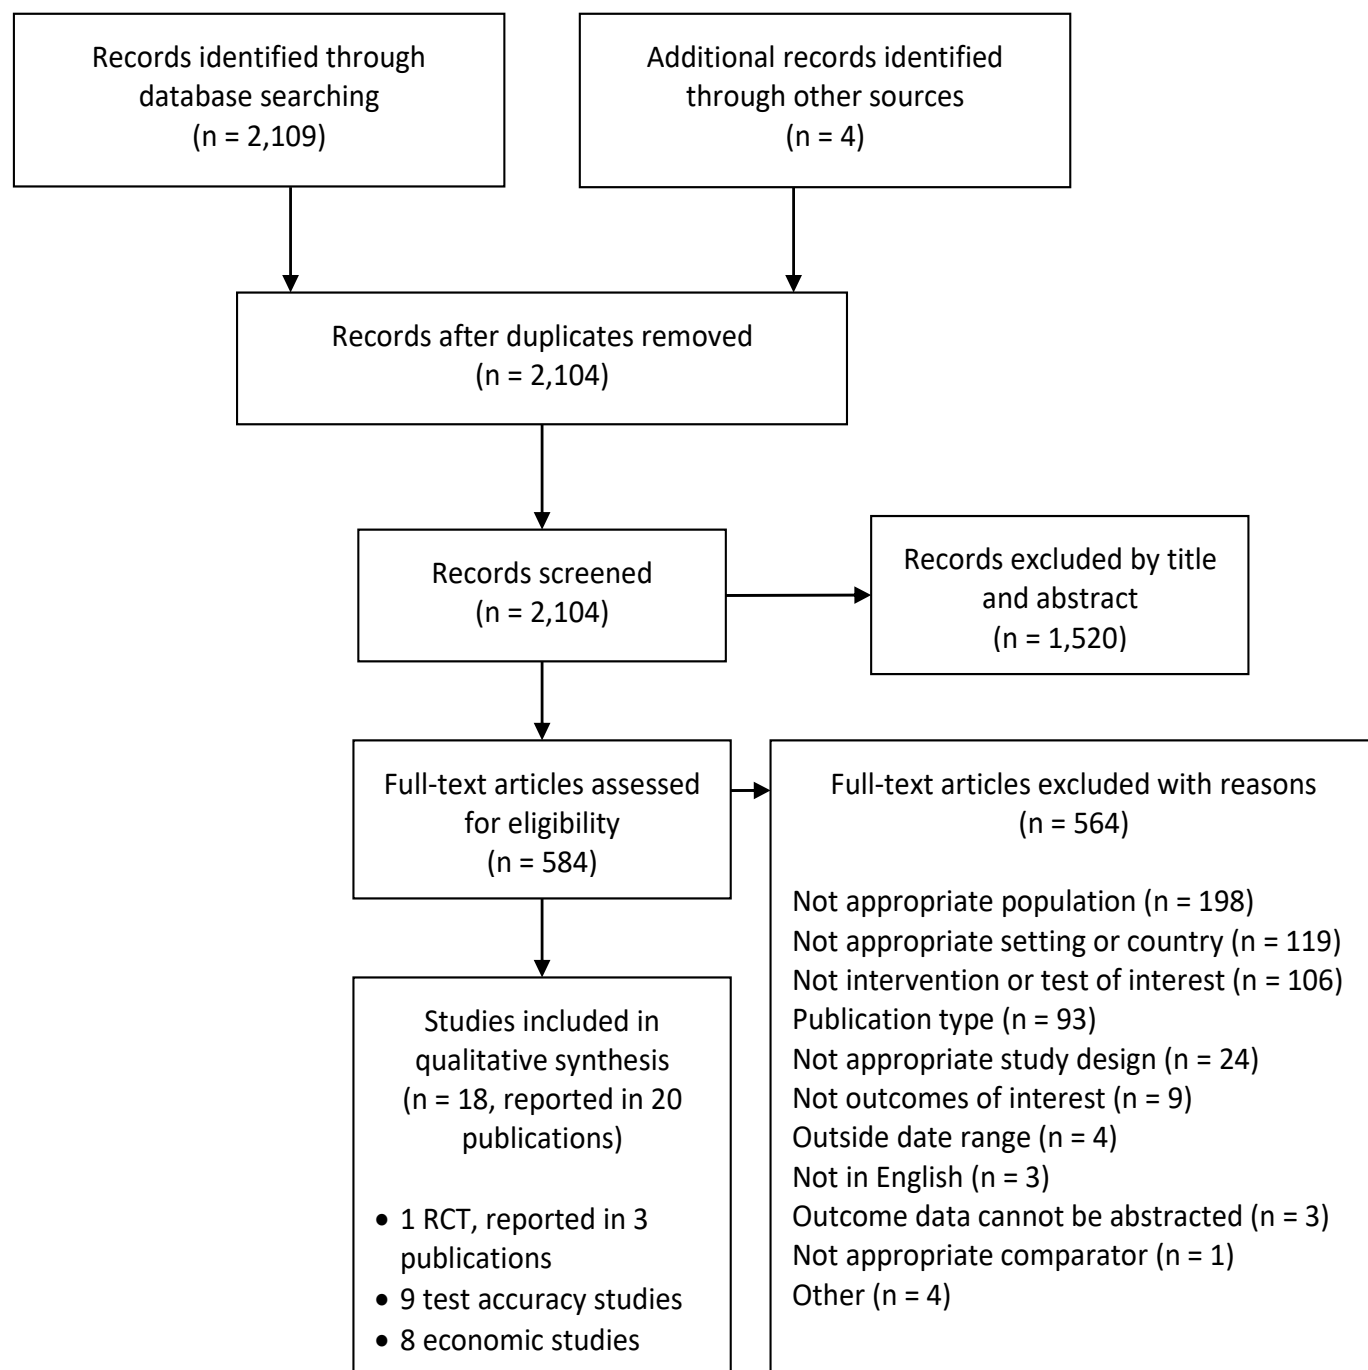 Records identified through
database searching
(n = 2,109)
Additional records identified
through other sources
(n = 4)
Records after duplicates removed
(n = 2,104)
Records screened
(n = 2,104)
Records excluded by title
and abstract
(n = 1,520)
Full-text articles assessed
for eligibility
(n = 584)
Full-text articles excluded with reasons
(n = 564)
Not appropriate population (n = 198)
Not appropriate setting or country (n = 119)
Not intervention or test of interest (n = 106)
Publication type (n = 93)
Not appropriate study design (n = 24)
Not outcomes of interest (n = 9)
Outside date range (n = 4)
Not in English (n = 3)
Outcome data cannot be abstracted (n = 3)
Not appropriate comparator (n = 1)
Other (n = 4)
Studies included in
qualitative synthesis
(n = 18, reported in 20
publications)
• 1 RCT, reported in 3
publications
• 9 test accuracy studies
• 8 economic studies